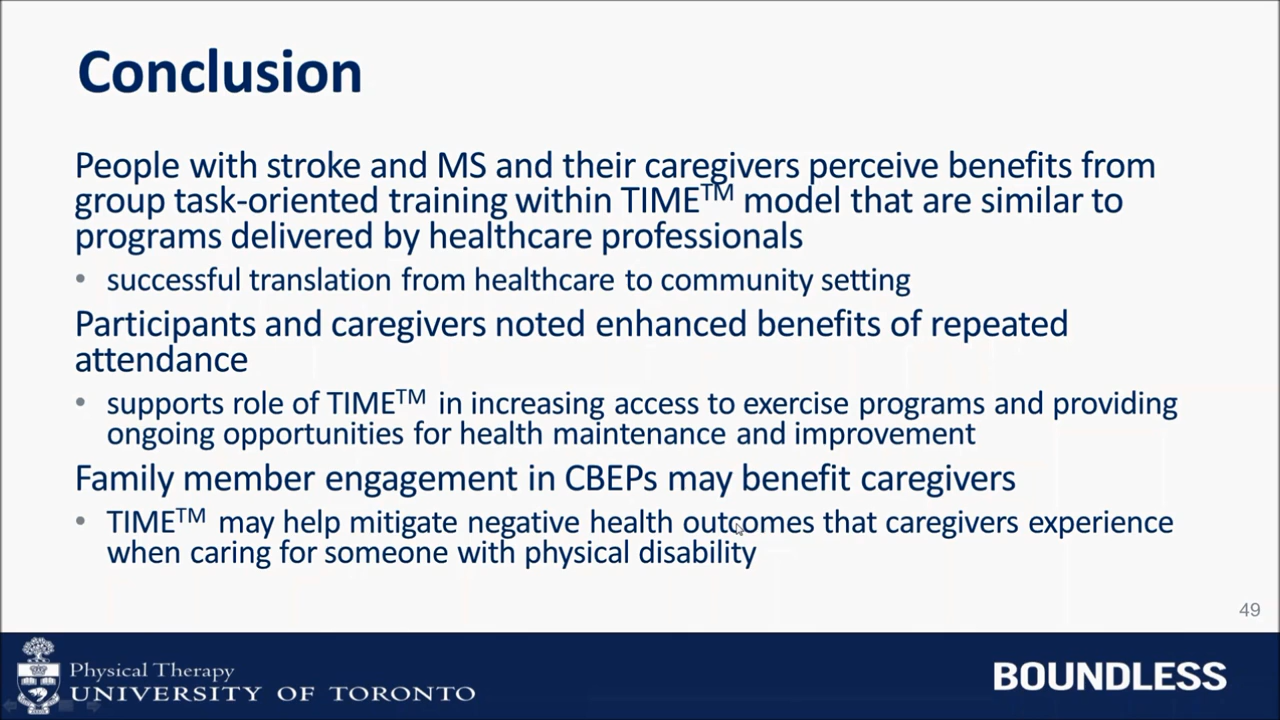 Conclusion
People with stroke and MS and their caregivers perceive benefits from
group task-oriented training within TIME™ model that are similar to
programs delivered by healthcare professionals
• successful translation from healthcare to community setting
Participants and caregivers noted enhanced benefits of repeated
attendance
• supports role of TIME™ in increasing access to exercise programs and providing
ongoing opportunities for health maintenance and improvement
Family member engagement in CBEPs may benefit caregivers
• TIME™ may help mitigate negative health outcomes that caregivers experience
when caring for someone with physical disability
49
Physical Therapy
UNIVERSITY OF TORONTO
BOUNDLESS